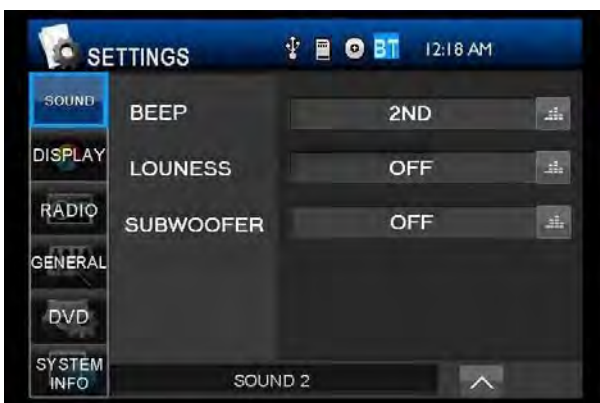 SETTINGS BT 12:18 AM
SOUND
BEEP 2ND
DISPLAY
LOUNESS OFF
RADIO
SUBWOOFER OFF
GENERAL
DVD
SYSTEM
INFO
SOUND 2